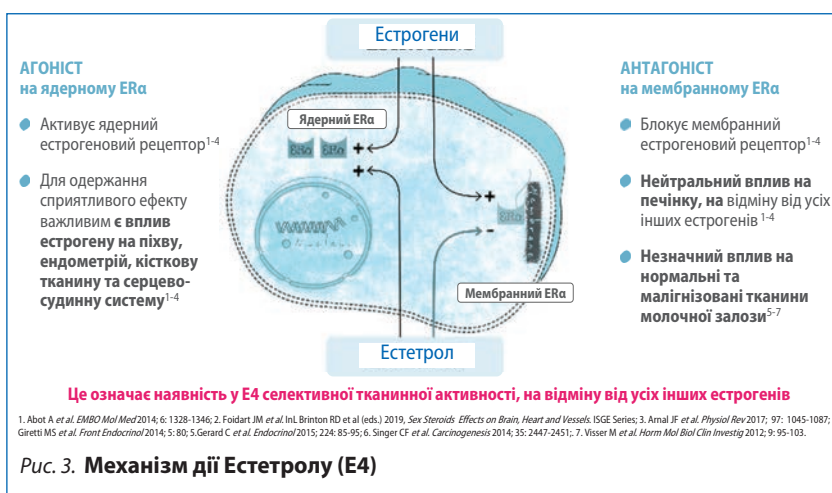 Естрогени
АГОНІСТ
на ядерному ERα
Активує ядерний
естрогеновий рецептор1-4
Для одержання
сприятливого ефекту
важливим є вплив
естрогену на піхву,
ендометрій, кісткову
тканину та серцево-
судинну систему1-4
Ядерний ERα
ERα ERα +
+
+
ERα
-
Мембранний ERα
Естетрол
АНТАГОНІСТ
на мембранному ERα
Блокує мембранний
естрогеновий рецептор1-4
Нейтральний вплив на
печінку, на відміну від усіх
інших естрогенів 1-4
Незначний вплив на
нормальні та
малігнізовані тканини
молочної залози5-7
Це означає наявність у Е4 селективної тканинної активності, на відміну від усіх інших естрогенів
1. Abot A et al. EMBO Mol Med 2014; 6: 1328-1346; 2. Foidart JM et al. InL Brinton RD et al (eds.) 2019, Sex Steroids Effects on Brain, Heart and Vessels. ISGE Series; 3. Arnal JF et al. Physiol Rev 2017; 97: 1045-1087;
Giretti MS et al. Front Endocrinol 2014; 5: 80; 5.Gerard C et al. Endocrinol 2015; 224: 85-95; 6. Singer CF et al. Carcinogenesis 2014; 35: 2447-2451;. 7. Visser M et al. Horm Mol Biol Clin Investig 2012; 9: 95-103.
Рис. 3. Механізм дії Естетролу (Е4)